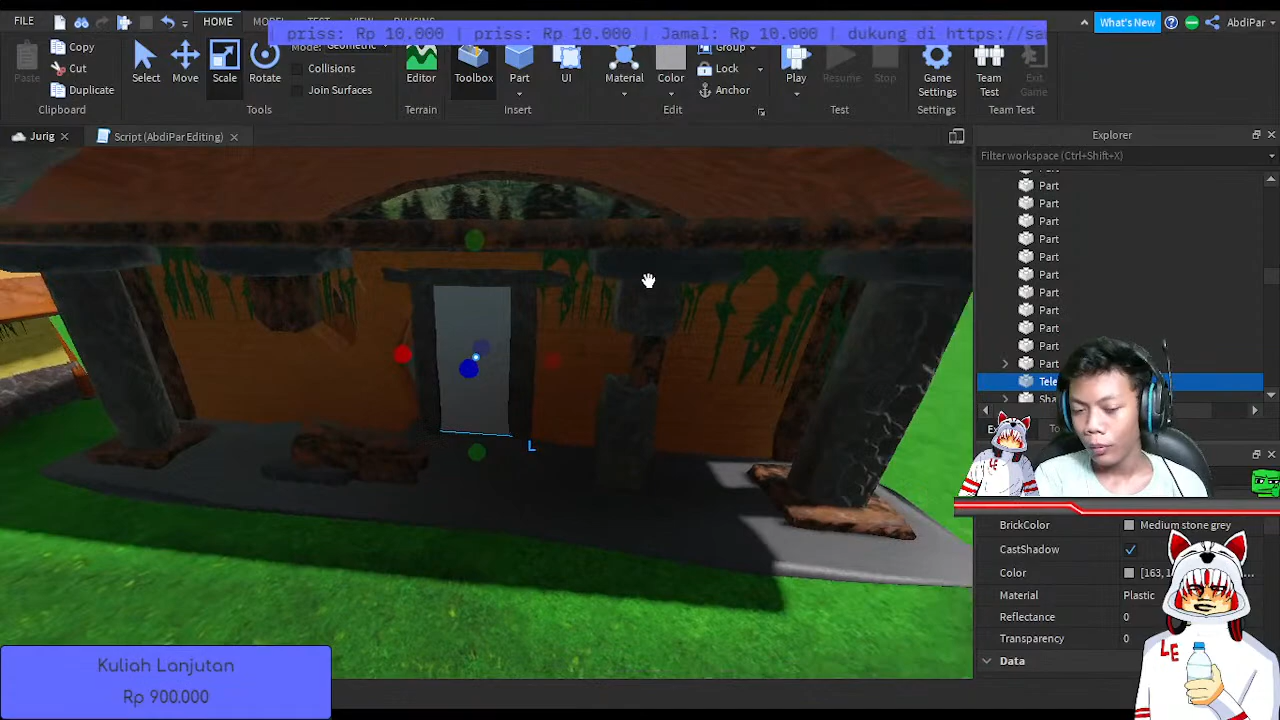 FILE HOME What's New AbdiPar
priss: Rp 10.000 | priss: Rp 10.000 | Jamal: Rp 10.000 | dukung di https://
Paste Copy Cut Duplicate
Clipboard
Select Move Scale Rotate
Mode: Geometric
Collisions
Join Surfaces
Tools
Editor
Terrain
Toolbox Part UI
Insert
Material Color Group Lock Anchor
Edit
Play Resume Stop
Test
Game Settings
Settings
Team Test Exit Game
Team Test
Jurig Script (AbdiPar Editing) Explorer
Filter workspace (Ctrl+Shift+X)
Part
Part
Part
Part
Part
Part
Part
Part
Part
Part
Part
Tele
L
LE
BrickColor Medium stone grey
CastShadow
Color [163, 1
Material Plastic
Reflectance 0
Transparency 0
Data
LE
Kuliah Lanjutan
Rp 900.000